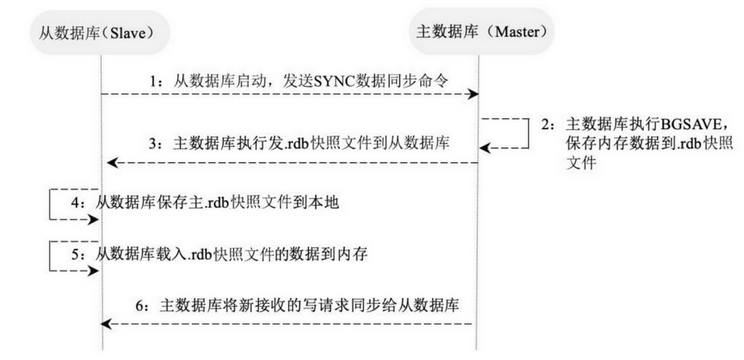 从数据库（Slave）
主数据库（Master）
1：从数据库启动，发送SYNC数据同步命令
2：主数据库执行BGSAVE，
保存内存数据到.rdb快照
文件
3：主数据库执行发.rdb快照文件到从数据库
4：从数据库保存主.rdb快照文件到本地
5：从数据库载入.rdb快照文件的数据到内存
6：主数据库将新接收的写请求同步给从数据库